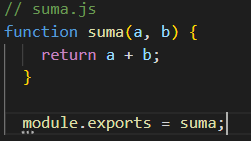 // suma.js
function suma(a, b) {
    return a + b;
  }

  module.exports = suma;